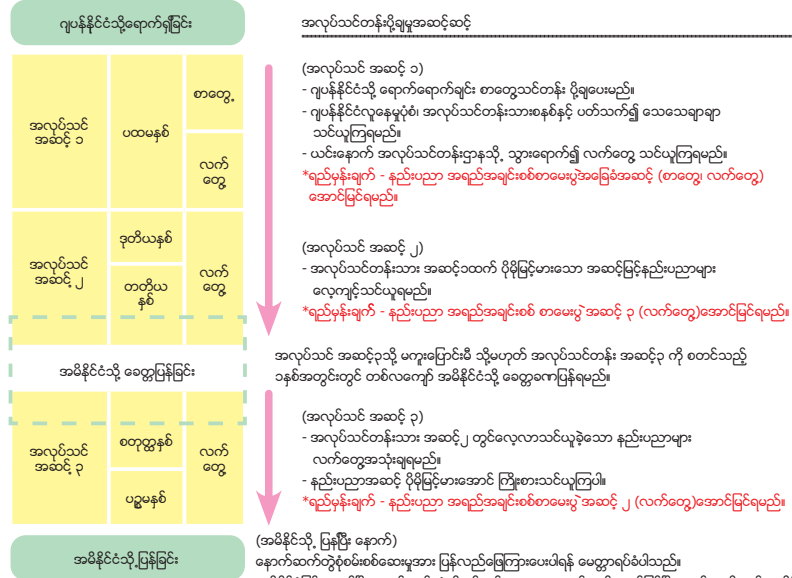 ဂျပန်နိုင်ငံသို့ရောက်ရှိခြင်း
အလုပ်သင်တန်းပို့ချမှုအဆင့်ဆင့်
အလုပ်သင်
အဆင့် ၁
ပထမနှစ်
စာတွေ့
လက်
တွေ့
(အလုပ်သင် အဆင့် ၁)
- ဂျပန်နိုင်ငံသို့ ရောက်ရောက်ချင်း စာတွေ့သင်တန်း ပို့ချပေးမည်။
- ဂျပန်နိုင်ငံလူနေမှုပုံစံ၊ အလုပ်သင်တန်းသားစနစ်နှင့် ပတ်သက်၍ သေသေချာချာ
သင်ယူကြရမည်။
- ယင်းနောက် အလုပ်သင်တန်းဌာနသို့ သွားရောက်၍ လက်တွေ့ သင်ယူကြရမည်။
*ရည်မှန်းချက် - နည်းပညာ အရည်အချင်းစစ်စာမေးပွဲအခြေခံအဆင့် (စာတွေ့၊ လက်တွေ့)
အောင်မြင်ရမည်။
အလုပ်သင်
အဆင့် ၂
ဒုတိယနှစ်
တတိယ
နှစ်
လက်
တွေ့
(အလုပ်သင် အဆင့် ၂)
- အလုပ်သင်တန်းသား အဆင့်၁ထက် ပိုမိုမြင့်မားသော အဆင့်မြင့်နည်းပညာများ
လေ့ကျင့်သင်ယူရမည်။
*ရည်မှန်းချက် - နည်းပညာ အရည်အချင်းစစ် စာမေးပွဲ အဆင့် ၃ (လက်တွေ့)အောင်မြင်ရမည်။
အမိနိုင်ငံသို့ ခေတ္တပြန်ခြင်း
အလုပ်သင် အဆင့်၃သို့ မကူးပြောင်းမီ သို့မဟုတ် အလုပ်သင်တန်း အဆင့်၃ ကို စတင်သည့်
၁နှစ်အတွင်းတွင် တစ်လကျော် အမိနိုင်ငံသို့ ခေတ္တခဏပြန်ရမည်။
အလုပ်သင်
အဆင့် ၃
စတုတ္ထနှစ်
ပဉ္စမနှစ်
လက်
တွေ့
(အလုပ်သင် အဆင့် ၃)
- အလုပ်သင်တန်းသား အဆင့်၂ တွင်လေ့လာသင်ယူခဲ့သော နည်းပညာများ
လက်တွေ့အသုံးချရမည်။
- နည်းပညာအဆင့် ပိုမိုမြင့်မားအောင် ကြိုးစားသင်ယူကြပါ။
*ရည်မှန်းချက် - နည်းပညာ အရည်အချင်းစစ်စာမေးပွဲ အဆင့် ၂ (လက်တွေ့)အောင်မြင်ရမည်။
အမိနိုင်ငံသို့ပြန်ခြင်း
(အမိနိုင်သို့ ပြန်ပြီး နောက်)
နောက်ဆက်တွဲစုံစမ်းစစ်ဆေးမှုအား ပြန်လည်ဖြေကြားပေးပါရန် မေတ္တာရပ်ခံပါသည်။